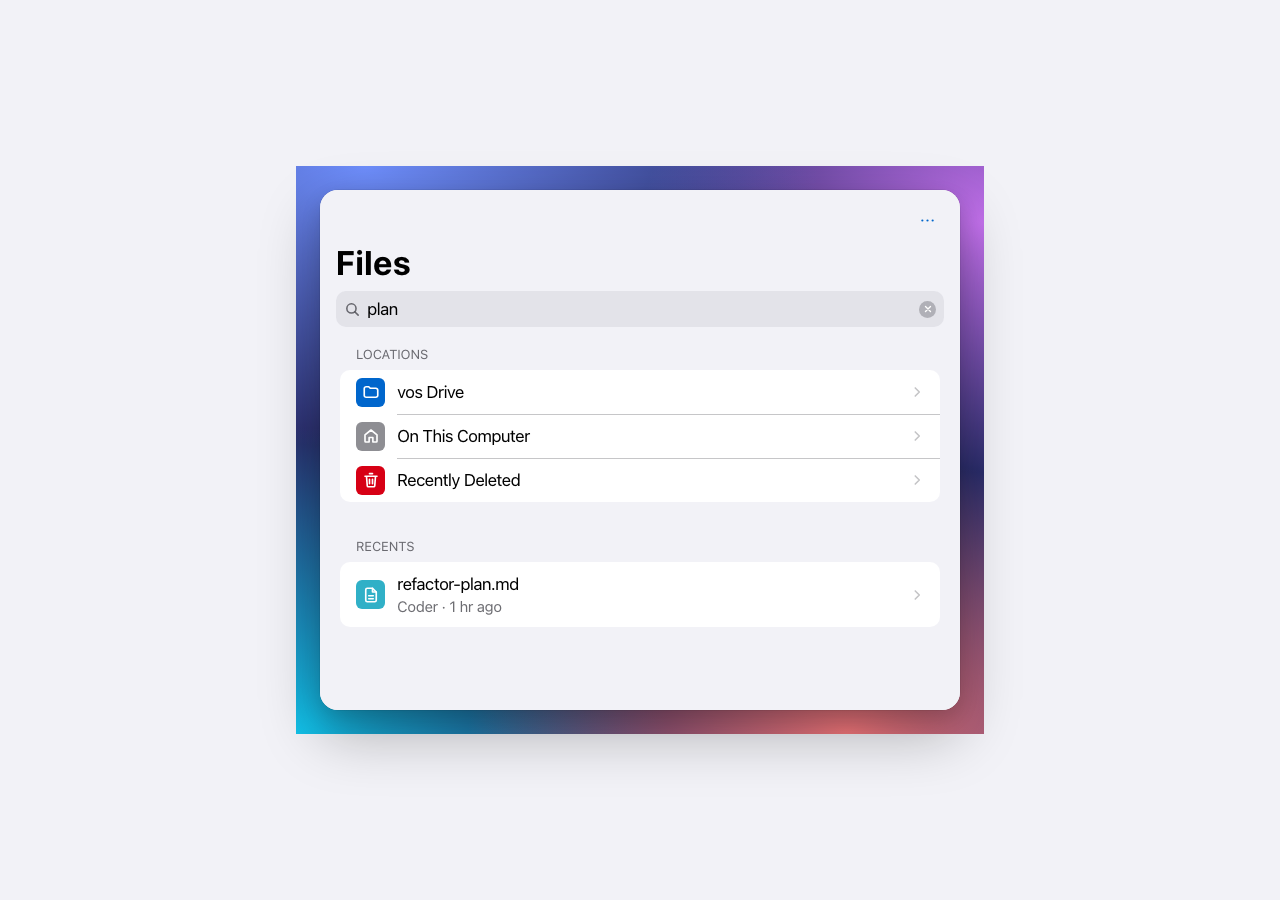 Files
plan
LOCATIONS
vos Drive
On This Computer
Recently Deleted
RECENTS
refactor-plan.md
Coder · 1 hr ago